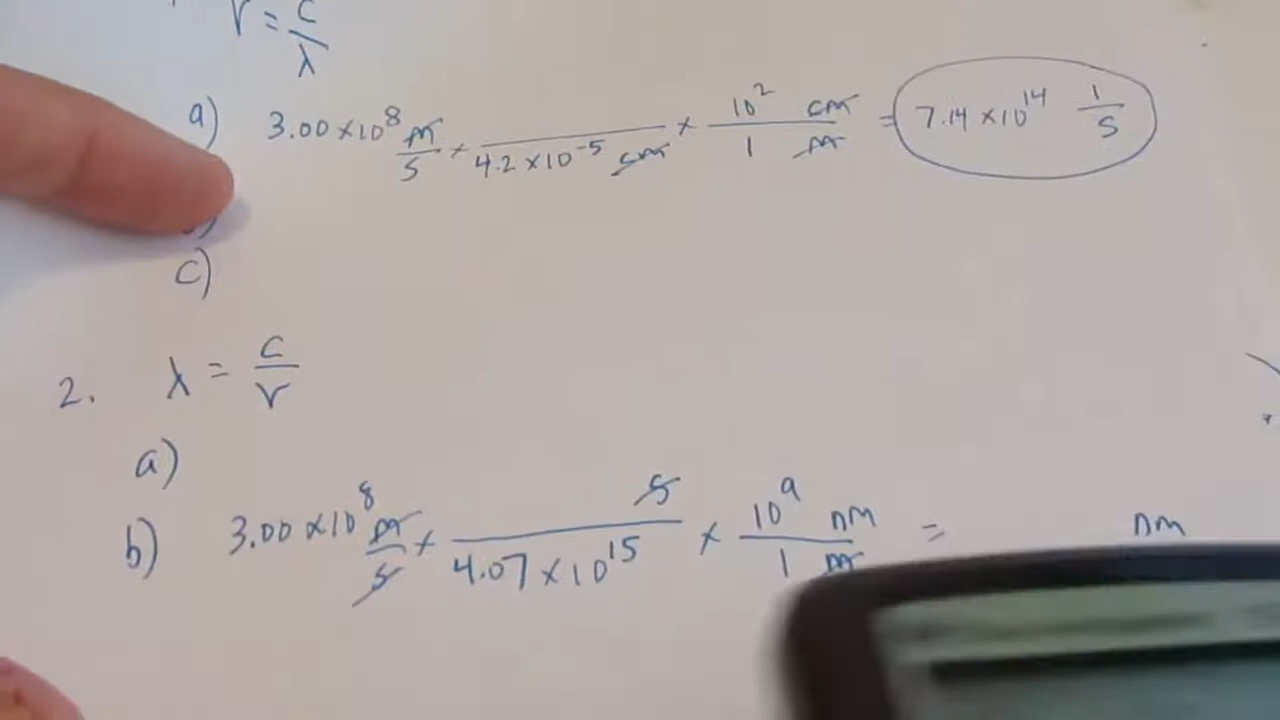 ν = c/λ
a) 3.00 × 10⁸ m/s × /4.2 × 10⁻⁵ cm × 10² cm/1 m = 7.14 × 10¹⁴ 1/s
c)
2. λ = c/ν
a)
b) 3.00 × 10⁸ m/s × s/4.07 × 10¹⁵ × 10⁹ nm/1 m = nm